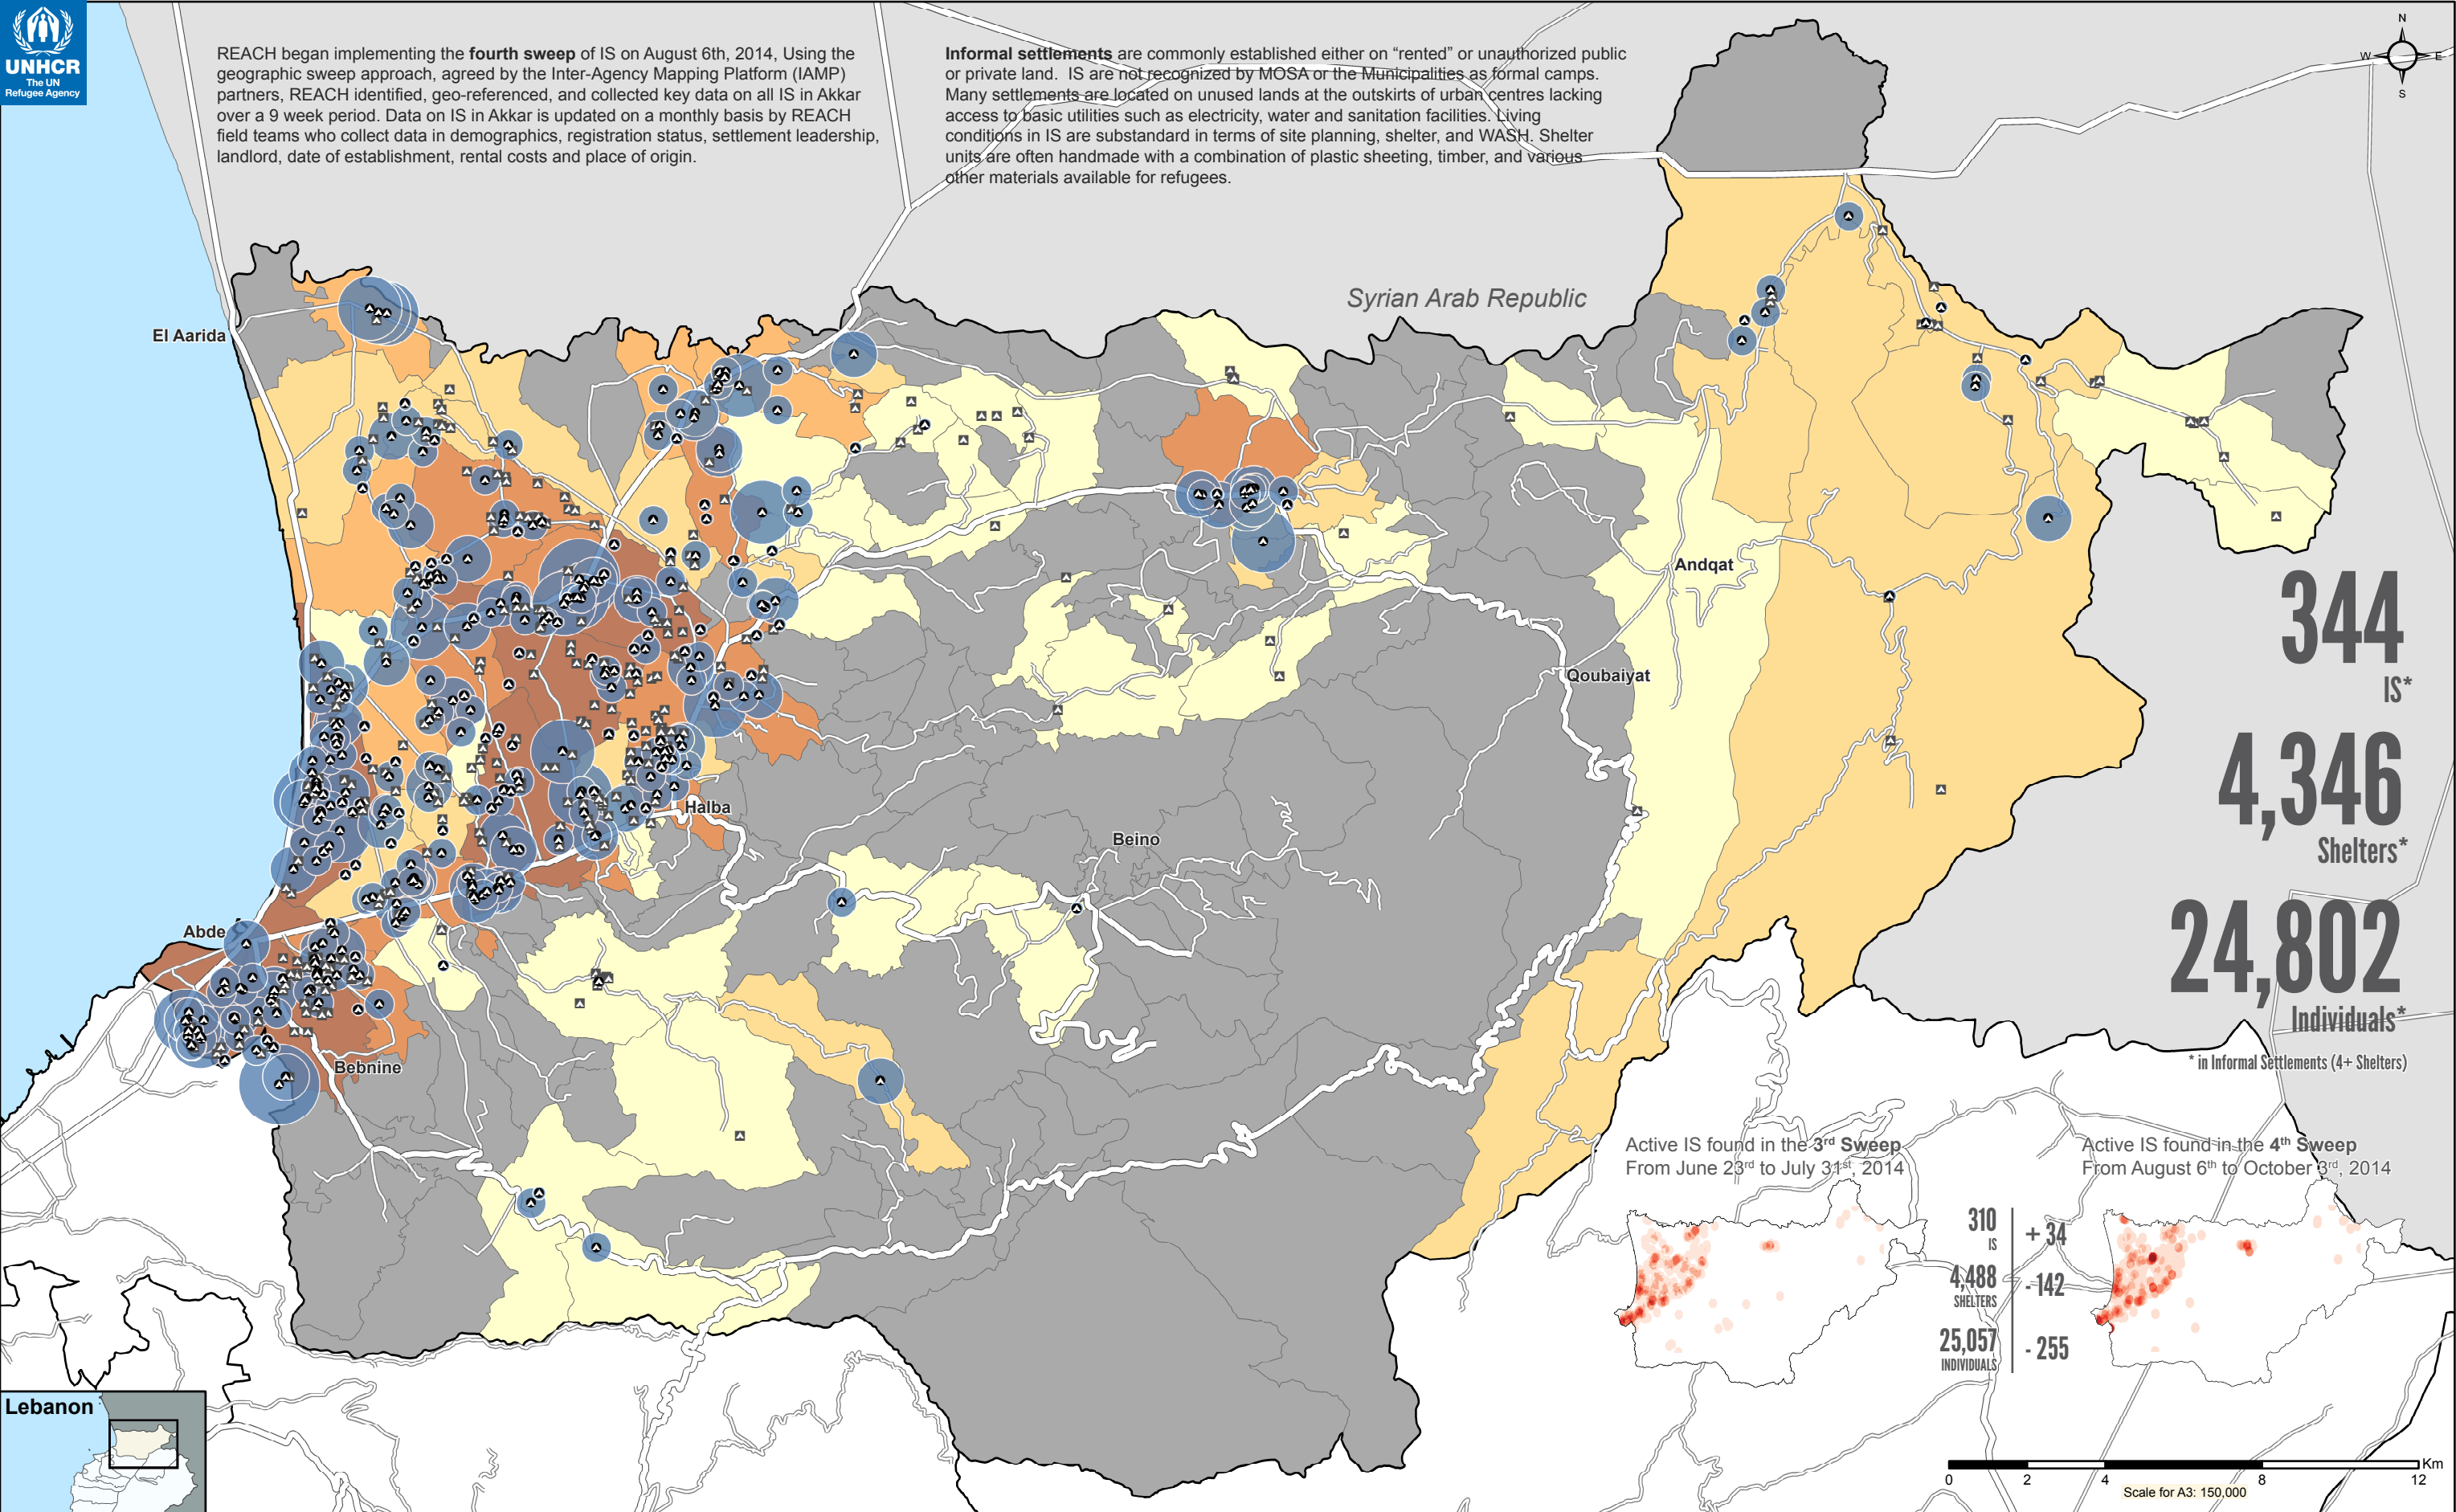 UNHCR
The UN
Refugee Agency
REACH began implementing the fourth sweep of IS on August 6th, 2014, Using the
geographic sweep approach, agreed by the Inter-Agency Mapping Platform (IAMP)
partners, REACH identified, geo-referenced, and collected key data on all IS in Akkar
over a 9 week period. Data on IS in Akkar is updated on a monthly basis by REACH
field teams who collect data in demographics, registration status, settlement leadership,
landlord, date of establishment, rental costs and place of origin.
Informal settlements are commonly established either on “rented” or unauthorized public
or private land.  IS are not recognized by MOSA or the Municipalities as formal camps.
Many settlements are located on unused lands at the outskirts of urban centres lacking
access to basic utilities such as electricity, water and sanitation facilities. Living
conditions in IS are substandard in terms of site planning, shelter, and WASH. Shelter
units are often handmade with a combination of plastic sheeting, timber, and various
other materials available for refugees.
N
W
E
S
Syrian Arab Republic
El Aarida
Andqat
Qoubaiyat
Halba
Beino
Abde
Bebnine
344
IS*
4,346
Shelters*
24,802
Individuals*
* in Informal Settlements (4+ Shelters)
Active IS found in the 3rd Sweep
From June 23rd to July 31st, 2014
Active IS found in the 4th Sweep
From August 6th to October 3rd, 2014
310
IS
+ 34
4,488
SHELTERS
-142
25,057
INDIVIDUALS
- 255
Lebanon
Km
0 2 4 8 12
Scale for A3: 150,000